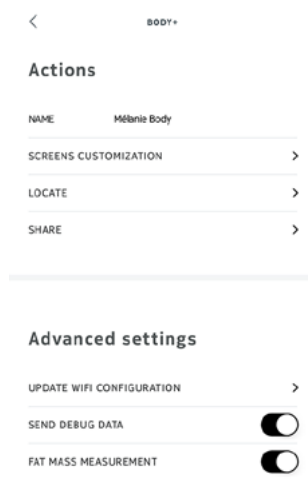 BODY+
Actions
NAME Mélanie Body
SCREENS CUSTOMIZATION
LOCATE
SHARE
Advanced settings
UPDATE WIFI CONFIGURATION
SEND DEBUG DATA
FAT MASS MEASUREMENT